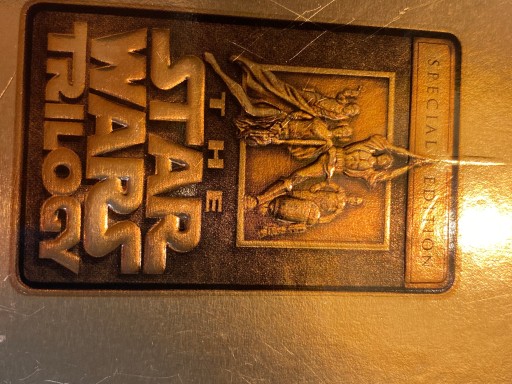 SPECIAL EDITION
THE
STAR
WARS
TRILOGY